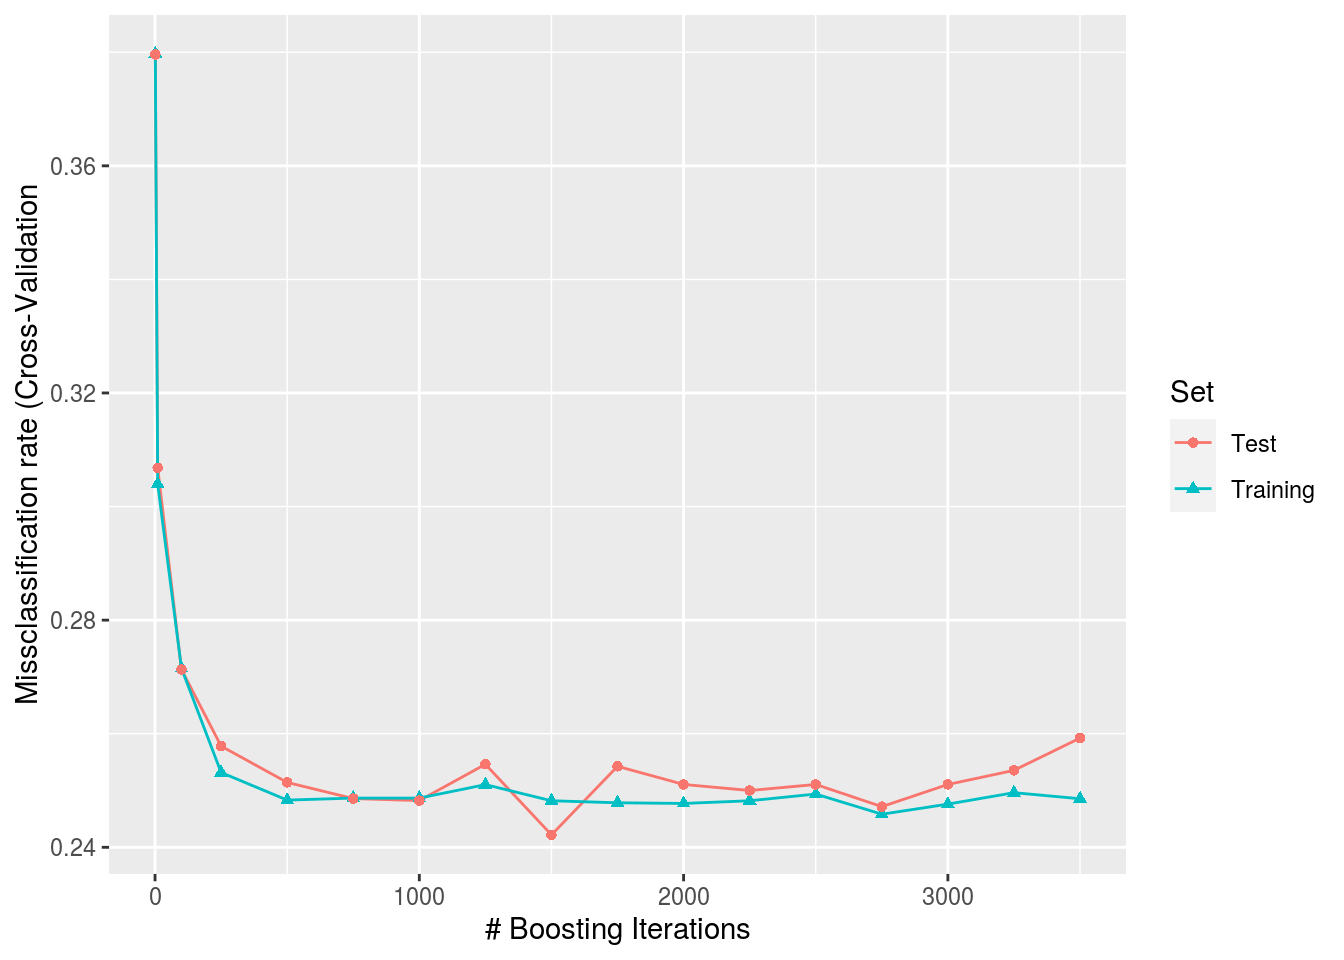 Missclassification rate (Cross-Validation
0.36
0.32
0.28
0.24
0
1000
2000
3000
# Boosting Iterations
Set
Test
Training